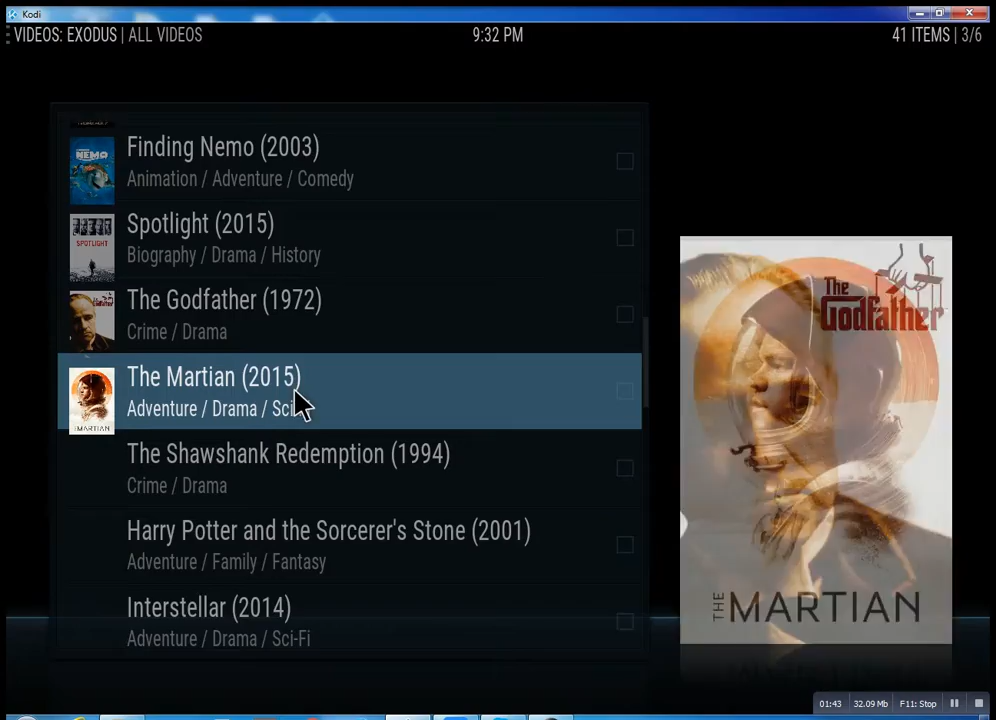 Kodi
VIDEOS: EXODUS | ALL VIDEOS
9:32 PM
41 ITEMS | 3/6
Finding Nemo (2003)
Animation / Adventure / Comedy
NEMO
Spotlight (2015)
Biography / Drama / History
SPOTLIGHT
The Godfather (1972)
Crime / Drama
The Martian (2015)
Adventure / Drama / Sci
MARTIAN
The Shawshank Redemption (1994)
Crime / Drama
Harry Potter and the Sorcerer's Stone (2001)
Adventure / Family / Fantasy
Interstellar (2014)
Adventure / Drama / Sci-Fi
The
Godfather
THE MARTIAN
01:43
32.09 Mb
F11: Stop